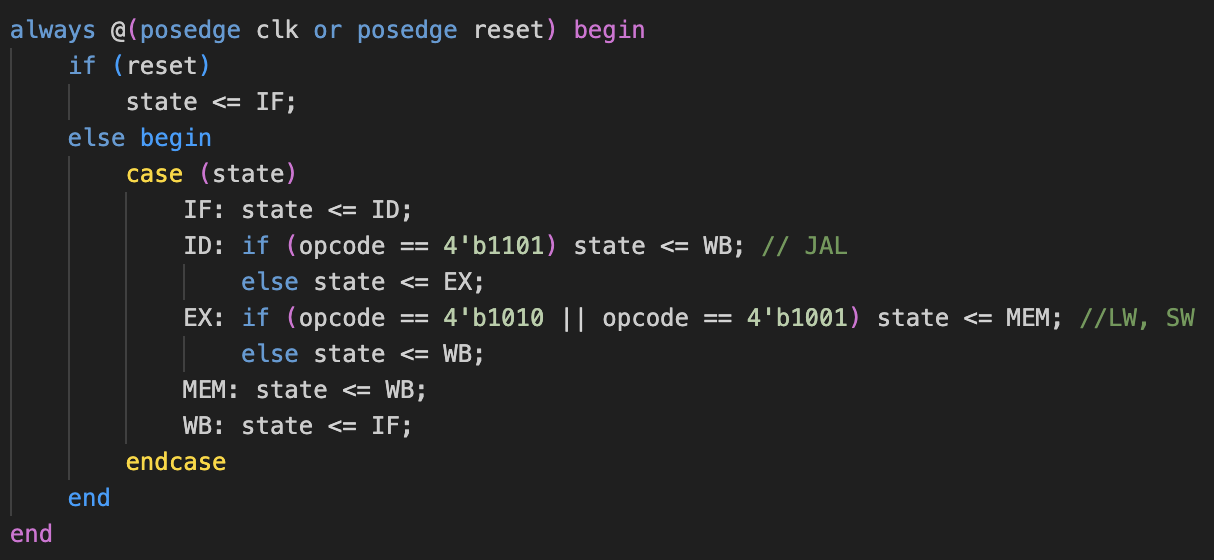 always @(posedge clk or posedge reset) begin
    if (reset)
        state <= IF;
    else begin
        case (state)
            IF: state <= ID;
            ID: if (opcode == 4'b1101) state <= WB; // JAL
                else state <= EX;
            EX: if (opcode == 4'b1010 || opcode == 4'b1001) state <= MEM; //LW, SW
                else state <= WB;
            MEM: state <= WB;
            WB: state <= IF;
        endcase
    end
end